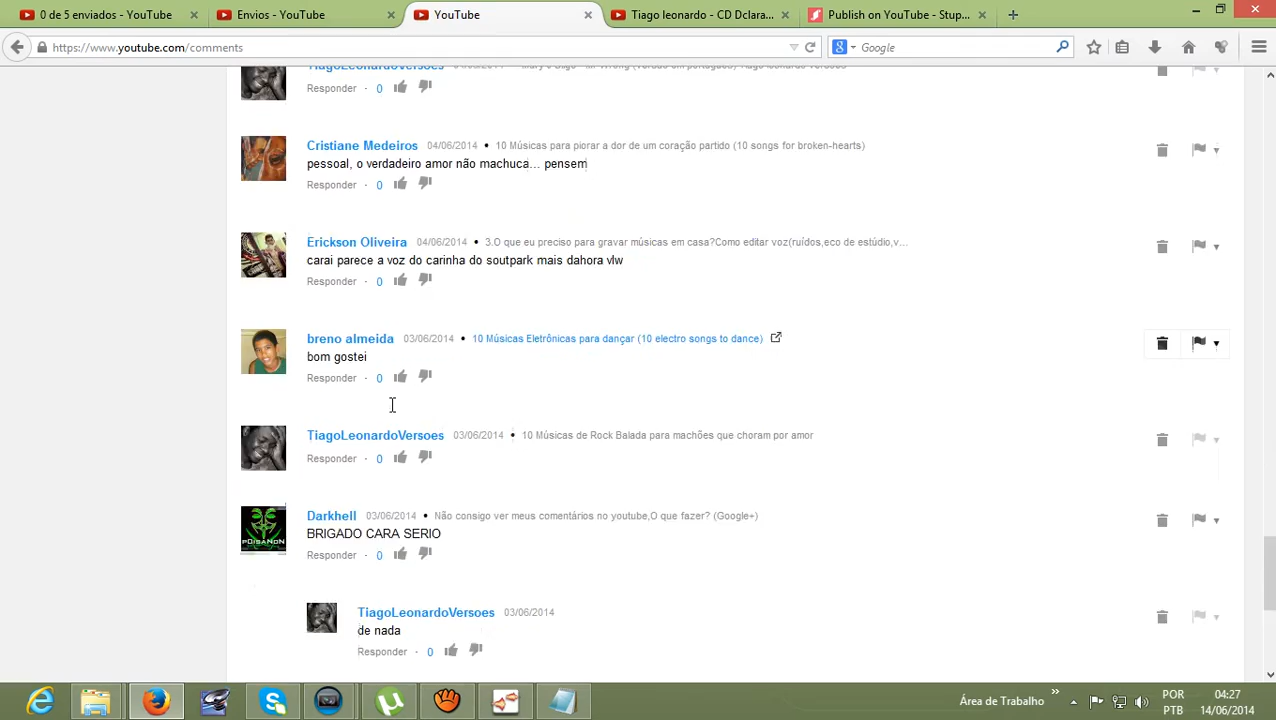 0 de seus envios - YouTube
Envios - YouTube
YouTube
Tiago leonardo - CD Dclara...
Publish on YouTube - Stup...
https://www.youtube.com/comments
Google
TiagoLeonardoVersoes
Responder · 0
Cristiane Medeiros 04/06/2014 • 10 Músicas para piorar a dor de um coração partido (10 songs for broken-hearts)
pessoal, o verdadeiro amor não machuca... pensem
Responder · 0
Erickson Oliveira 04/06/2014 • 3.O que eu preciso para gravar músicas em casa?Como editar voz(ruídos,eco de estúdio,v...
carai parece a voz do carinha do soutpark mais dahora vlw
Responder · 0
breno almeida 03/06/2014 • 10 Músicas Eletrônicas para dançar (10 electro songs to dance)
bom gostei
Responder · 0
TiagoLeonardoVersoes 03/06/2014 • 10 Músicas de Rock Balada para machões que choram por amor
Responder · 0
Darkhell 03/06/2014 • Não consigo ver meus comentários no youtube,O que fazer? (Google+)
BRIGADO CARA SERIO
Responder · 0
TiagoLeonardoVersoes 03/06/2014
de nada
Responder · 0
Área de Trabalho
POR
PTB
04:27
14/06/2014